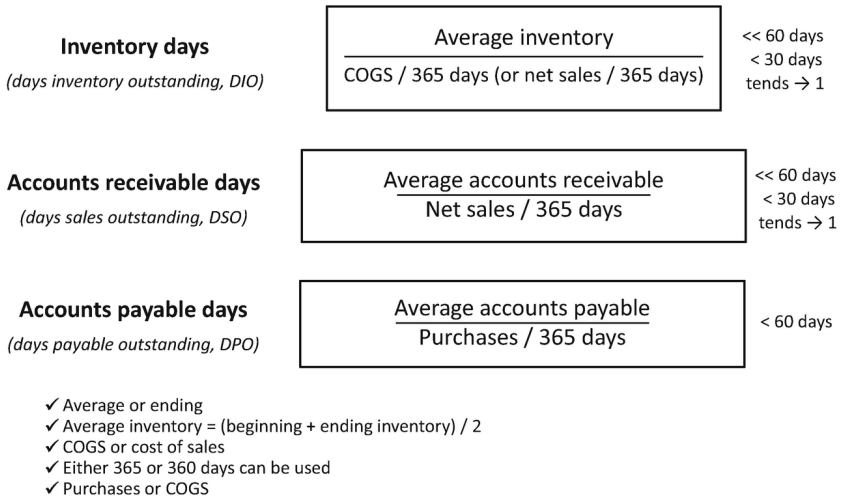 Inventory days
(days inventory outstanding, DIO)
Average inventory
COGS / 365 days (or net sales / 365 days)
<< 60 days
< 30 days
tends → 1
Accounts receivable days
(days sales outstanding, DSO)
Average accounts receivable
Net sales / 365 days
<< 60 days
< 30 days
tends → 1
Accounts payable days
(days payable outstanding, DPO)
Average accounts payable
Purchases / 365 days
< 60 days
✓ Average or ending
✓ Average inventory = (beginning + ending inventory) / 2
✓ COGS or cost of sales
✓ Either 365 or 360 days can be used
✓ Purchases or COGS